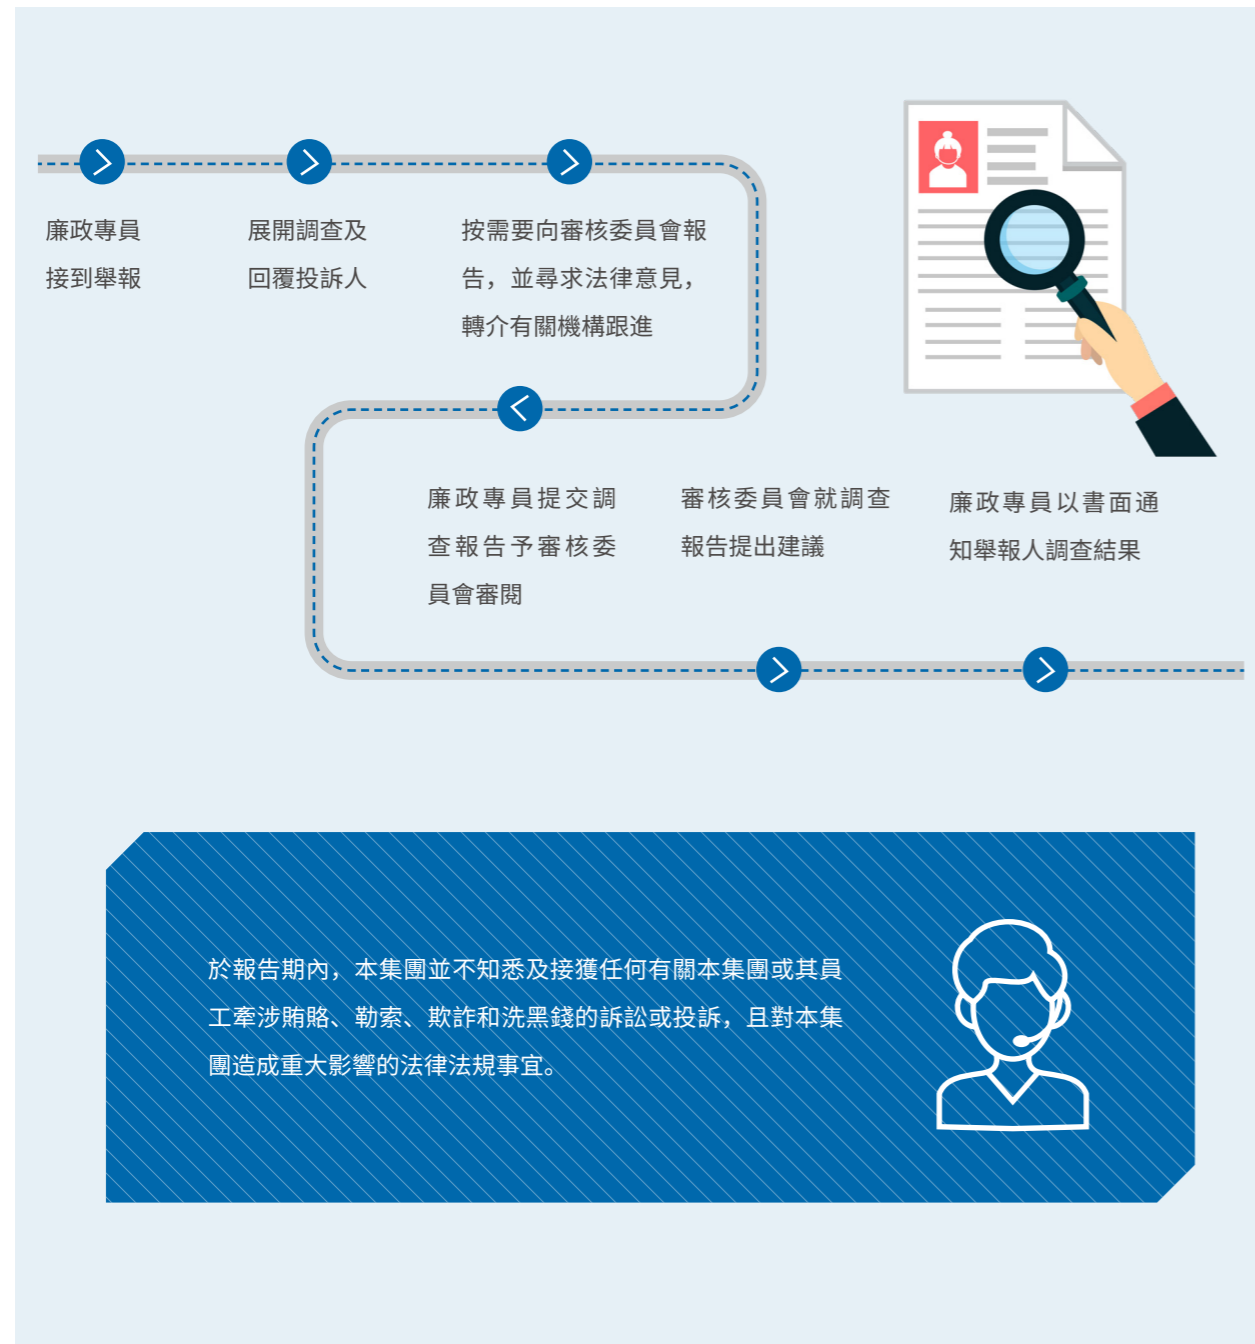 廉政專員
接到舉報
展開調查及
回覆投訴人
按需要向審核委員會報
告，並尋求法律意見，
轉介有關機構跟進
廉政專員提交調
查報告予審核委
員會審閱
審核委員會就調查
報告提出建議
廉政專員以書面通
知舉報人調查結果
於報告期內，本集團並不知悉及接獲任何有關本集團或其員
工牽涉賄賂、勒索、欺詐和洗黑錢的訴訟或投訴，且對本集
團造成重大影響的法律法規事宜。